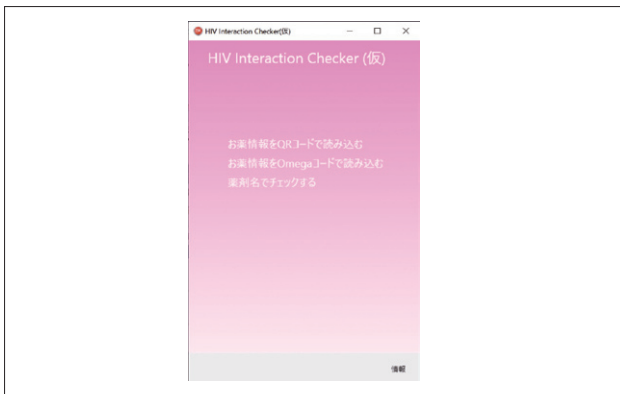 HIV Interaction Checker(仮)
HIV Interaction Checker (仮)
お薬情報をQRコードで読み込む
お薬情報をOmegaコードで読み込む
薬剤名でチェックする
情報